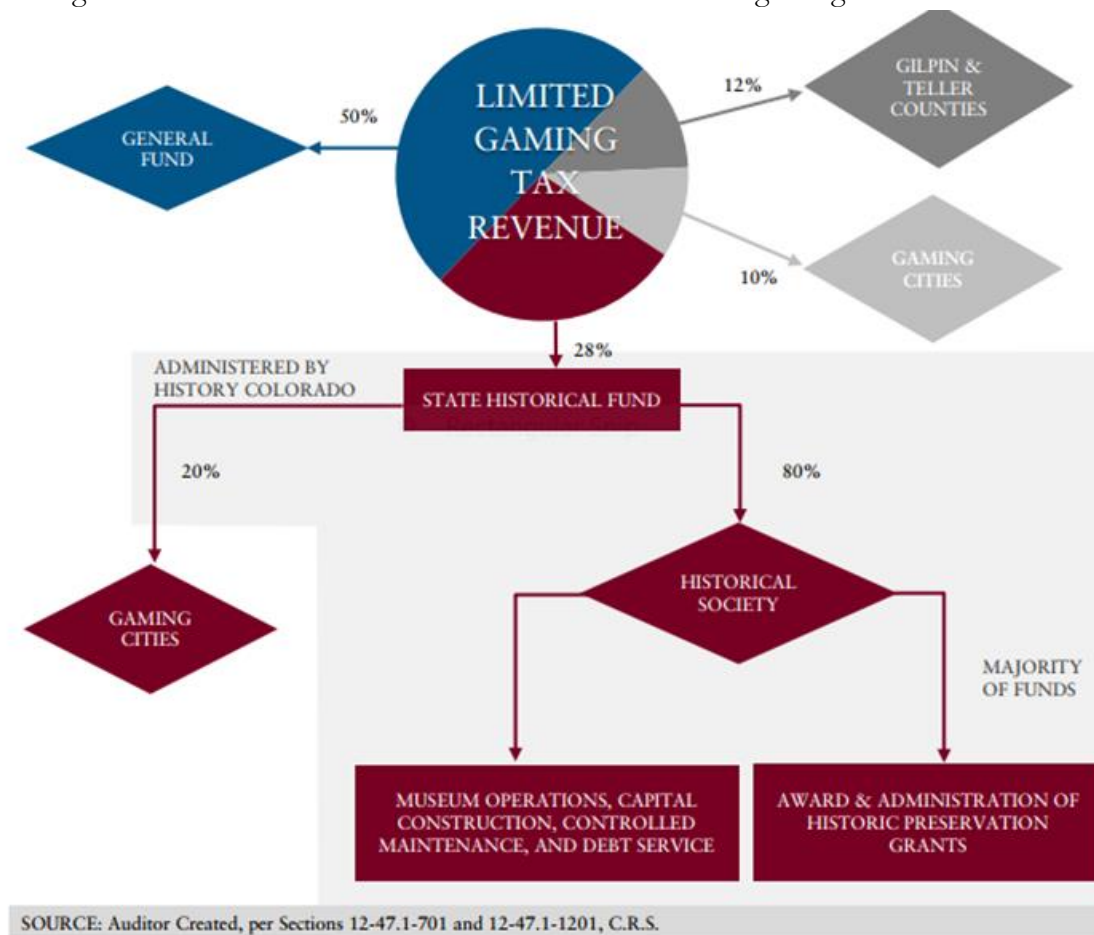 LIMITED
GAMING
TAX
REVENUE
50%
GENERAL
FUND
12%
GILPIN &
TELLER
COUNTIES
10%
GAMING
CITIES
28%
ADMINISTERED BY
HISTORY COLORADO
STATE HISTORICAL FUND
20%
80%
GAMING
CITIES
HISTORICAL
SOCIETY
MAJORITY
OF FUNDS
MUSEUM OPERATIONS, CAPITAL
CONSTRUCTION, CONTROLLED
MAINTENANCE, AND DEBT SERVICE
AWARD & ADMINISTRATION OF
HISTORIC PRESERVATION
GRANTS
SOURCE: Auditor Created, per Sections 12-47.1-701 and 12-47.1-1201, C.R.S.